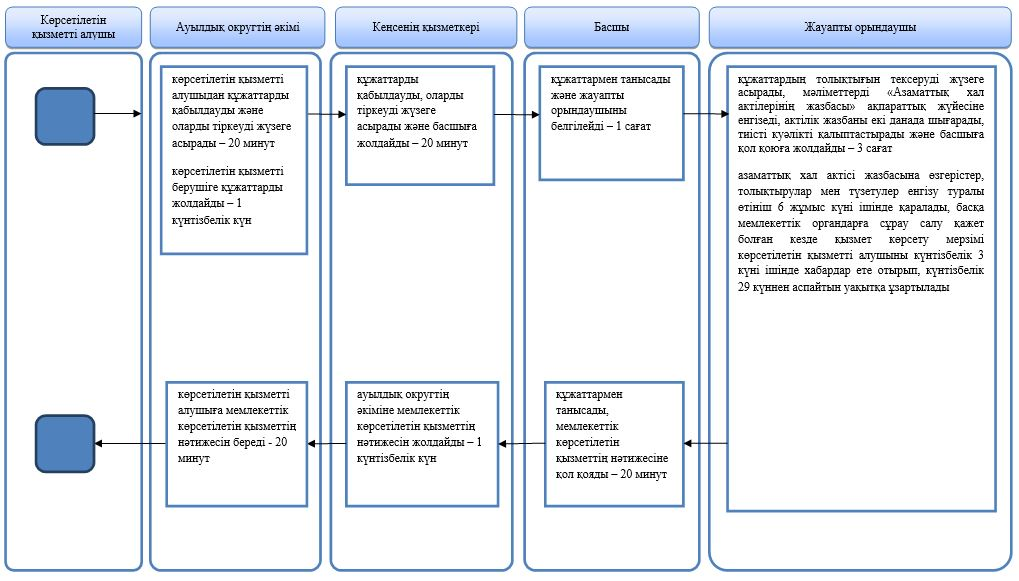 Көрсетілетін
қызметті алушы
Ауылдық округтің әкімі
Кеңсенің қызметкері
Басшы
Жауапты орындаушы
көрсетілетін қызметті
алушыдан құжаттарды
қабылдауды және
оларды тіркеуді жүзеге
асырады – 20 минут
көрсетілетін қызметті
берушіге құжаттарды
жолдайды – 1
күнтізбелік күн
құжаттарды
қабылдауды, оларды
тіркеуді жүзеге
асырады және басшыға
жолдайды – 20 минут
құжаттармен танысады
және жауапты
орындаушыны
белгілейді – 1 сағат
құжаттардың толықтығын тексеруді жүзеге
асырады, мәліметтерді «Азаматтық хал
актілерінің жазбасы» ақпараттық жүйесіне
енгізеді, актілік жазбаны екі данада шығарады,
тиісті куәлікті қалыптастырады және басшыға
қол қоюға жолдайды – 3 сағат
азаматтық хал актісі жазбасына өзгерістер,
толықтырулар мен түзетулер енгізу туралы
өтініш 6 жұмыс күні ішінде қаралады, басқа
мемлекеттік органдарға сұрау салу қажет
болған кезде қызмет көрсету мерзімі
көрсетілетін қызметті алушыны күнтізбелік 3
күні ішінде хабардар ете отырып, күнтізбелік
29 күннен аспайтын уақытқа ұзартылады
көрсетілетін қызметті
алушыға мемлекеттік
көрсетілетін қызметтің
нәтижесін береді - 20
минут
ауылдық округтің
әкіміне мемлекеттік
көрсетілетін қызметтің
нәтижесін жолдайды – 1
күнтізбелік күн
құжаттармен
танысады,
мемлекеттік
көрсетілетін
қызметтің нәтижесіне
қол қояды – 20 минут